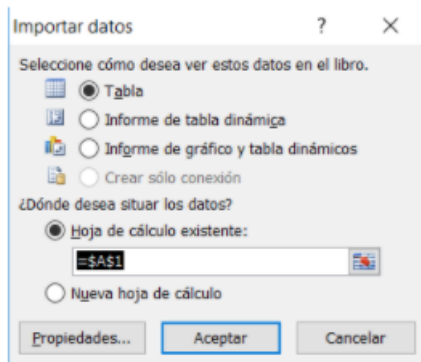 Importar datos ? ×
Seleccione cómo desea ver estos datos en el libro.
Tabla
Informe de tabla dinámica
Informe de gráfico y tabla dinámicos
Crear sólo conexión
¿Dónde desea situar los datos?
Hoja de cálculo existente:
=$A$1
Nueva hoja de cálculo
Propiedades... Aceptar Cancelar